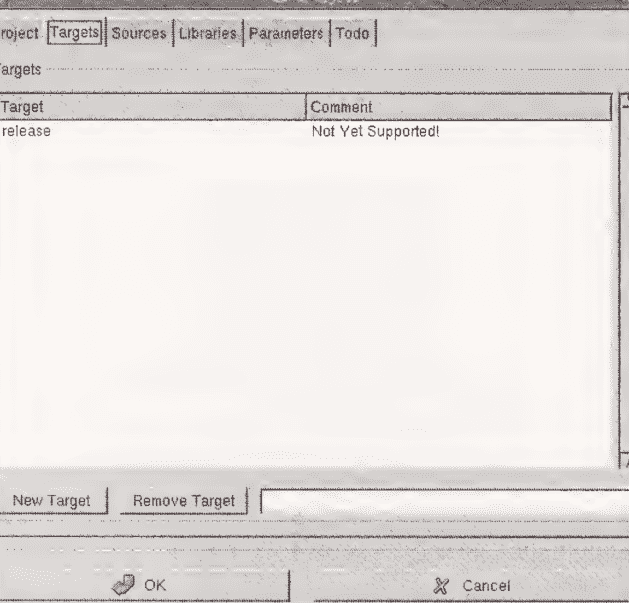 roject Targets Sources Libraries Parameters Todo
argets
Target Comment
release Not Yet Supported!
New Target Remove Target
OK Cancel